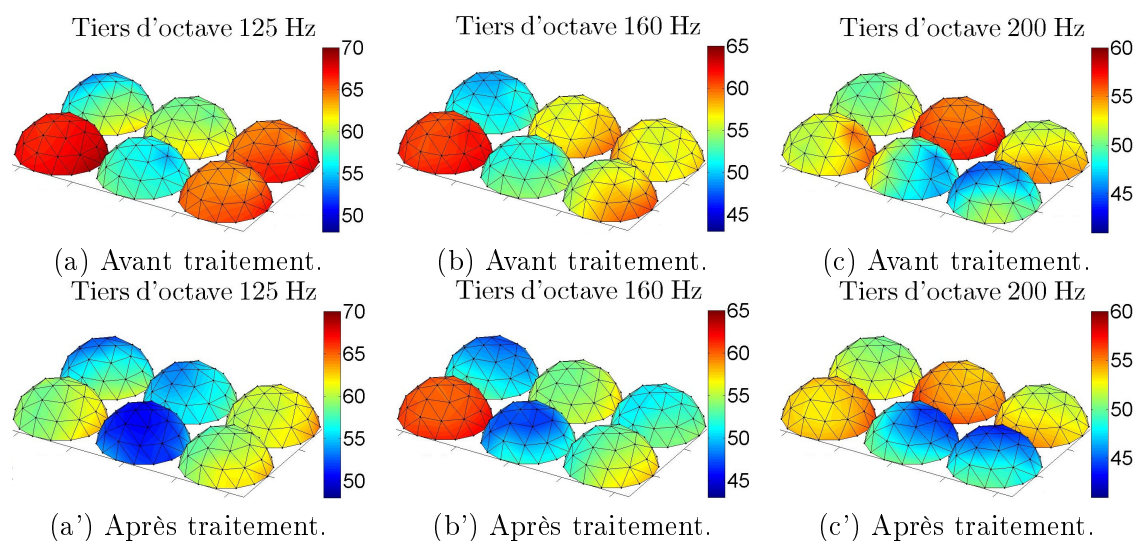 Tiers d'octave 125 Hz
70
65
60
55
50
Tiers d'octave 160 Hz
65
60
55
50
45
Tiers d'octave 200 Hz
60
55
50
45
(a) Avant traitement.
(b) Avant traitement.
(c) Avant traitement.
Tiers d'octave 125 Hz
70
65
60
55
50
Tiers d'octave 160 Hz
65
60
55
50
45
Tiers d'octave 200 Hz
60
55
50
45
(a') Après traitement.
(b') Après traitement.
(c') Après traitement.